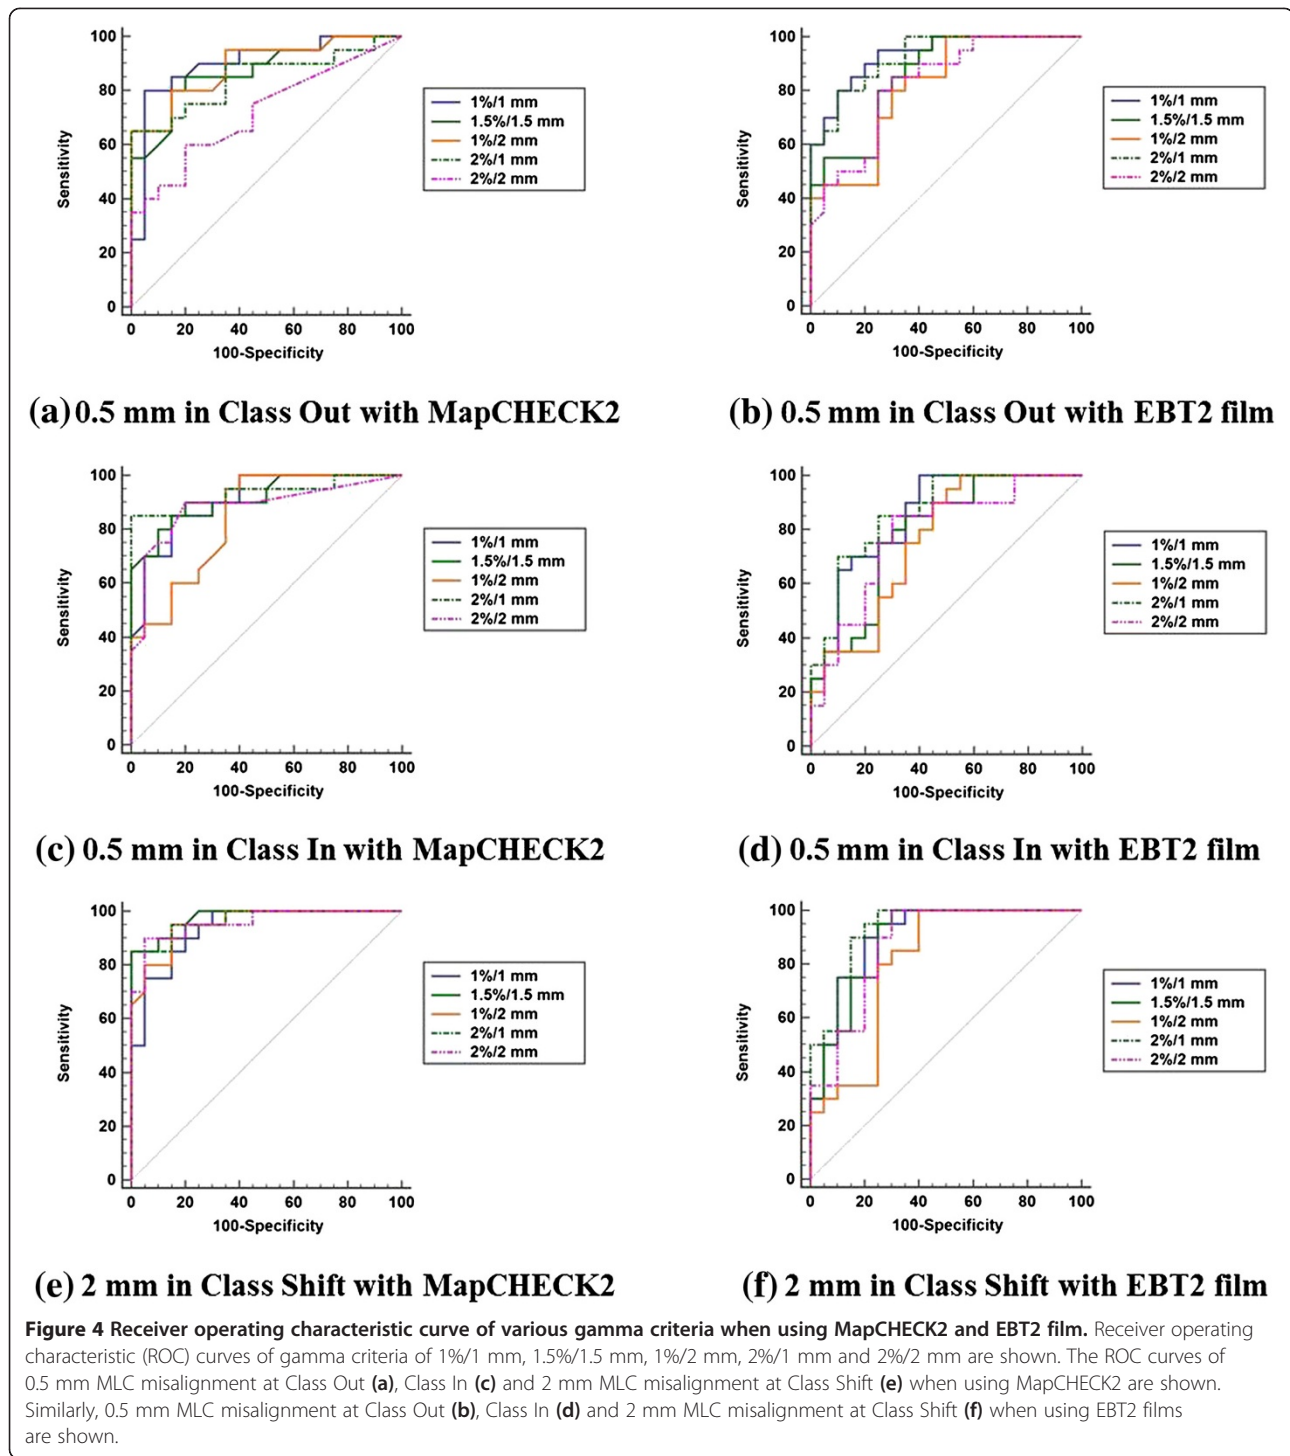 100
80
60
40
20
0
Sensitivity
0 20 40 60 80 100
100-Specificity
1%/1 mm
1.5%/1.5 mm
1%/2 mm
2%/1 mm
2%/2 mm
(a) 0.5 mm in Class Out with MapCHECK2
100
80
60
40
20
0
Sensitivity
0 20 40 60 80 100
100-Specificity
1%/1 mm
1.5%/1.5 mm
1%/2 mm
2%/1 mm
2%/2 mm
(b) 0.5 mm in Class Out with EBT2 film
100
80
60
40
20
0
Sensitivity
0 20 40 60 80 100
100-Specificity
1%/1 mm
1.5%/1.5 mm
1%/2 mm
2%/1 mm
2%/2 mm
(c) 0.5 mm in Class In with MapCHECK2
100
80
60
40
20
0
Sensitivity
0 20 40 60 80 100
100-Specificity
1%/1 mm
1.5%/1.5 mm
1%/2 mm
2%/1 mm
2%/2 mm
(d) 0.5 mm in Class In with EBT2 film
100
80
60
40
20
0
Sensitivity
0 20 40 60 80 100
100-Specificity
1%/1 mm
1.5%/1.5 mm
1%/2 mm
2%/1 mm
2%/2 mm
(e) 2 mm in Class Shift with MapCHECK2
100
80
60
40
20
0
Sensitivity
0 20 40 60 80 100
100-Specificity
1%/1 mm
1.5%/1.5 mm
1%/2 mm
2%/1 mm
2%/2 mm
(f) 2 mm in Class Shift with EBT2 film
Figure 4 Receiver operating characteristic curve of various gamma criteria when using MapCHECK2 and EBT2 film. Receiver operating
characteristic (ROC) curves of gamma criteria of 1%/1 mm, 1.5%/1.5 mm, 1%/2 mm, 2%/1 mm and 2%/2 mm are shown. The ROC curves of
0.5 mm MLC misalignment at Class Out (a), Class In (c) and 2 mm MLC misalignment at Class Shift (e) when using MapCHECK2 are shown.
Similarly, 0.5 mm MLC misalignment at Class Out (b), Class In (d) and 2 mm MLC misalignment at Class Shift (f) when using EBT2 films
are shown.